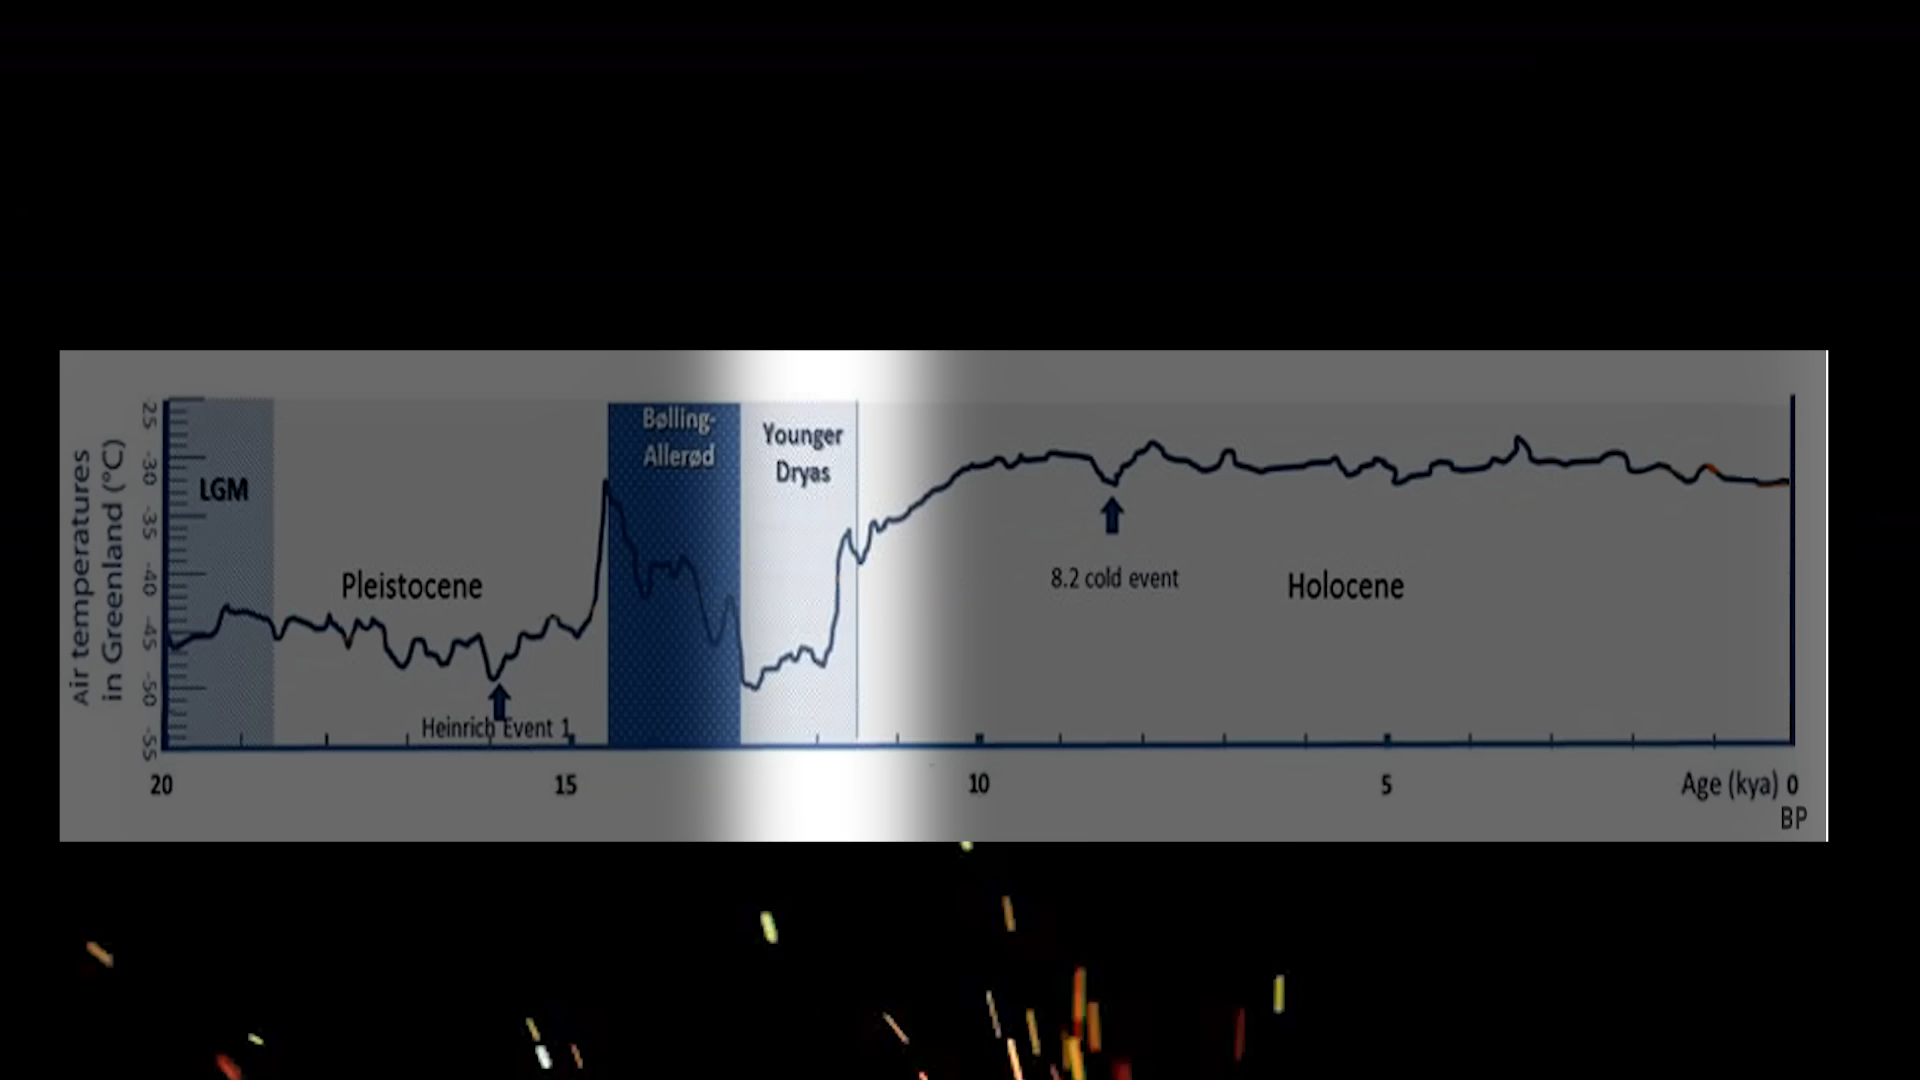 Air temperatures
in Greenland (°C)
-25
-30
-35
-40
-45
-50
-55
LGM
Pleistocene
Heinrich Event 1
Bølling-
Allerød
Younger
Dryas
8.2 cold event
Holocene
20
15
10
5
Age (kya) 0
BP